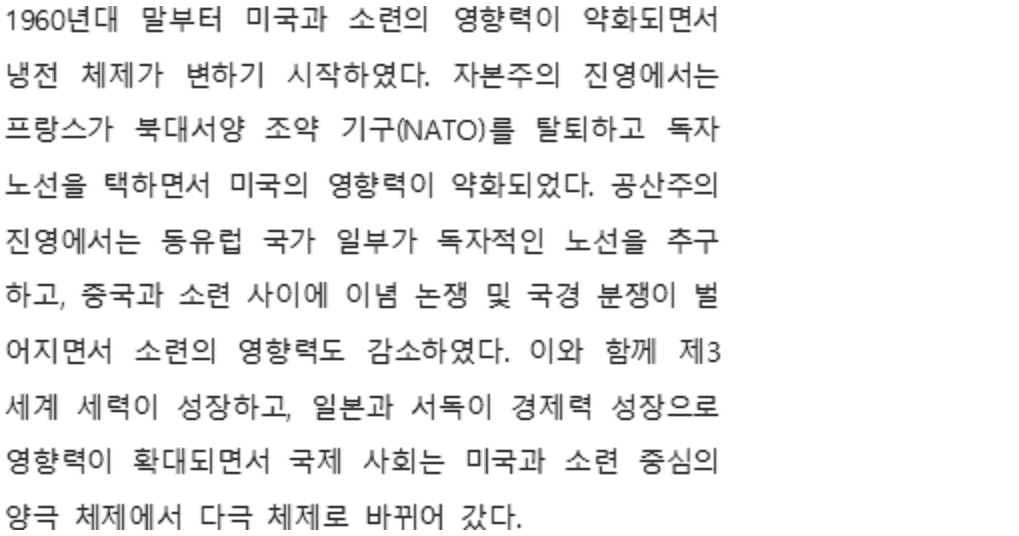 1960년대 말부터 미국과 소련의 영향력이 약화되면서
냉전 체제가 변하기 시작하였다. 자본주의 진영에서는
프랑스가 북대서양 조약 기구(NATO)를 탈퇴하고 독자
노선을 택하면서 미국의 영향력이 약화되었다. 공산주의
진영에서는 동유럽 국가 일부가 독자적인 노선을 추구
하고, 중국과 소련 사이에 이념 논쟁 및 국경 분쟁이 벌
어지면서 소련의 영향력도 감소하였다. 이와 함께 제3
세계 세력이 성장하고, 일본과 서독이 경제력 성장으로
영향력이 확대되면서 국제 사회는 미국과 소련 중심의
양극 체제에서 다극 체제로 바뀌어 갔다.